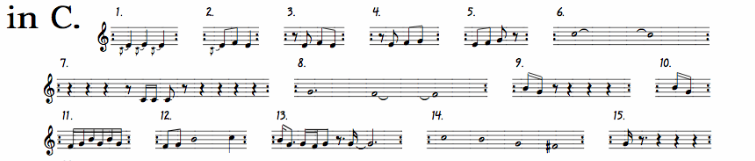 in C.
1. 2. 3. 4. 5. 6.
7. 8. 9. 10.
11. 12. 13. 14. 15.